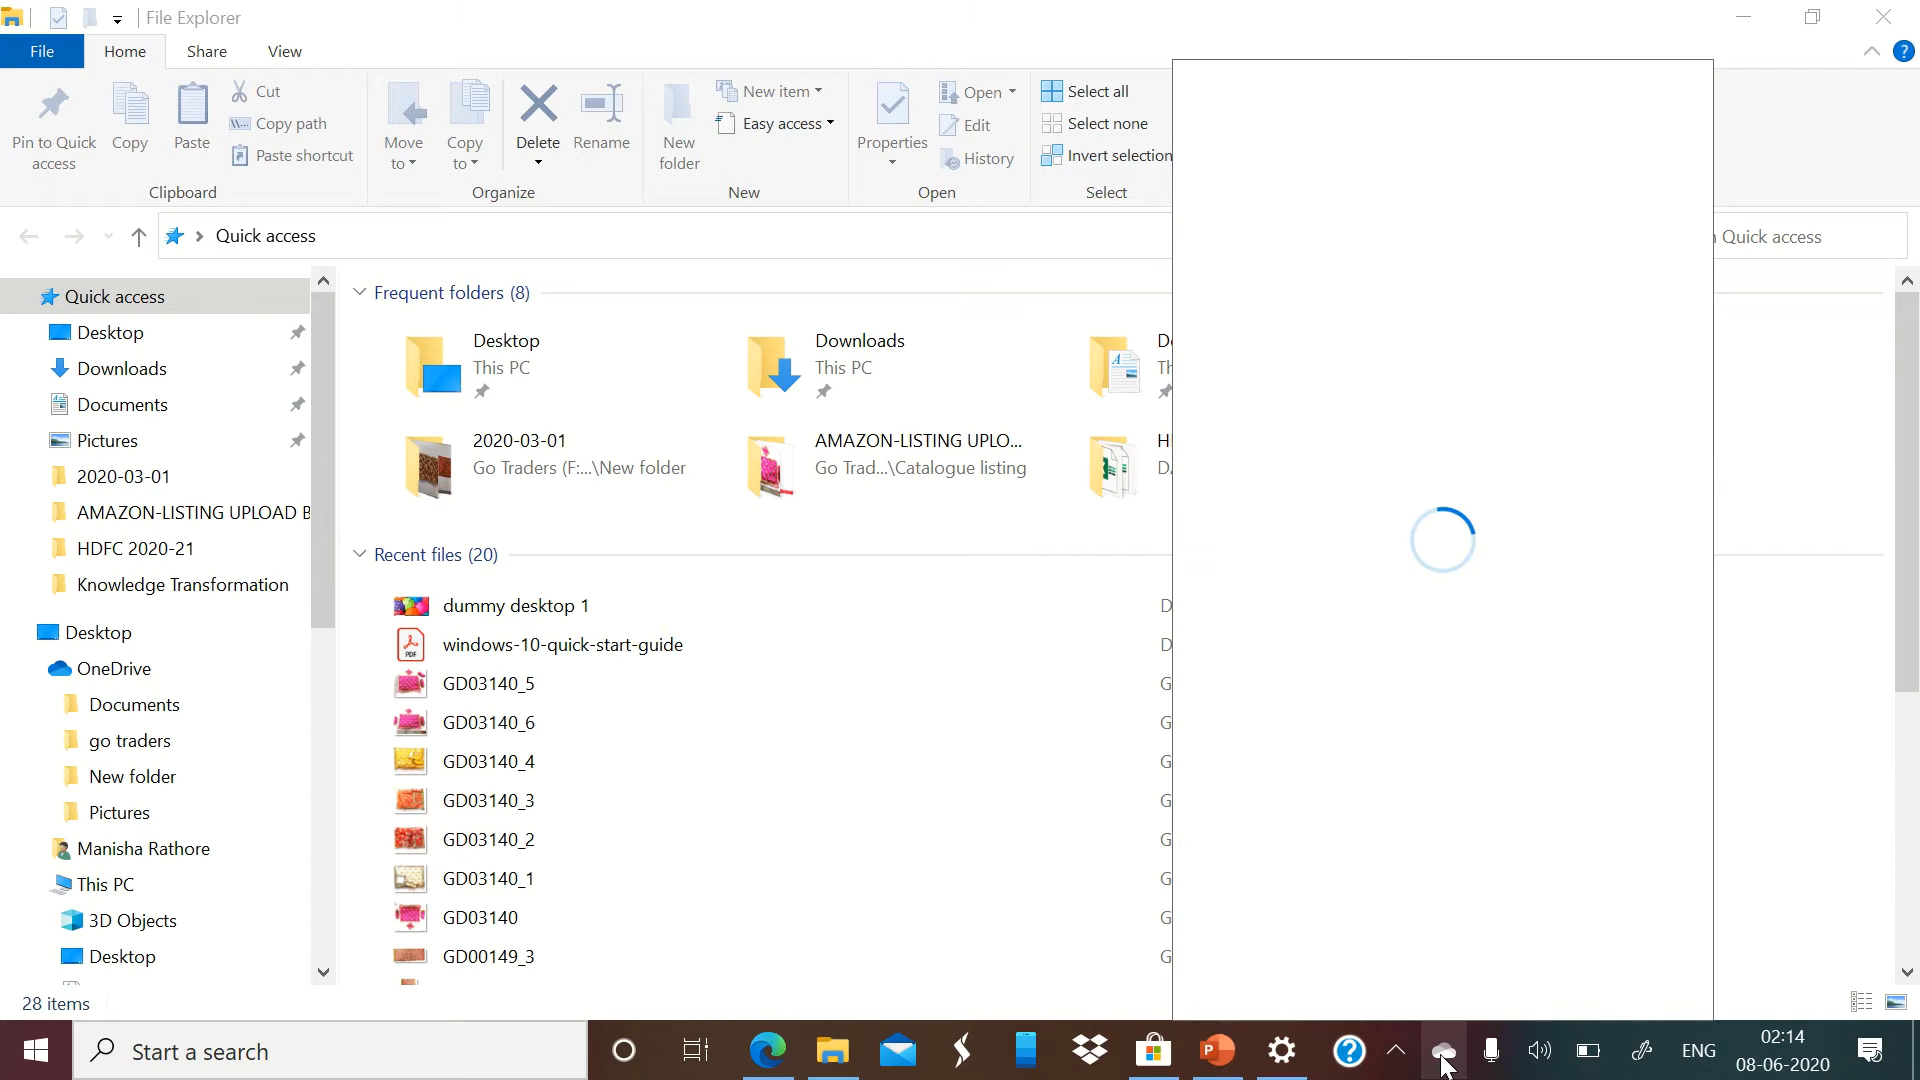 File Explorer
File
Home
Share
View
Pin to Quick access
Copy
Paste
Cut
Copy path
Paste shortcut
Clipboard
Move to
Copy to
Delete
Rename
Organize
New folder
New item
Easy access
New
Properties
Open
Edit
History
Open
Select all
Select none
Invert selection
Select
Quick access
Quick access
Quick access
Desktop
Downloads
Documents
Pictures
2020-03-01
AMAZON-LISTING UPLOAD B
HDFC 2020-21
Knowledge Transformation
Desktop
OneDrive
Documents
go traders
New folder
Pictures
Manisha Rathore
This PC
3D Objects
Desktop
Frequent folders (8)
Desktop
This PC
Downloads
This PC
2020-03-01
Go Traders (F:...\New folder
AMAZON-LISTING UPLO...
Go Trad...\Catalogue listing
Recent files (20)
dummy desktop 1
windows-10-quick-start-guide
GD03140_5
GD03140_6
GD03140_4
GD03140_3
GD03140_2
GD03140_1
GD03140
GD00149_3
28 items
Start a search
ENG
02:14
08-06-2020